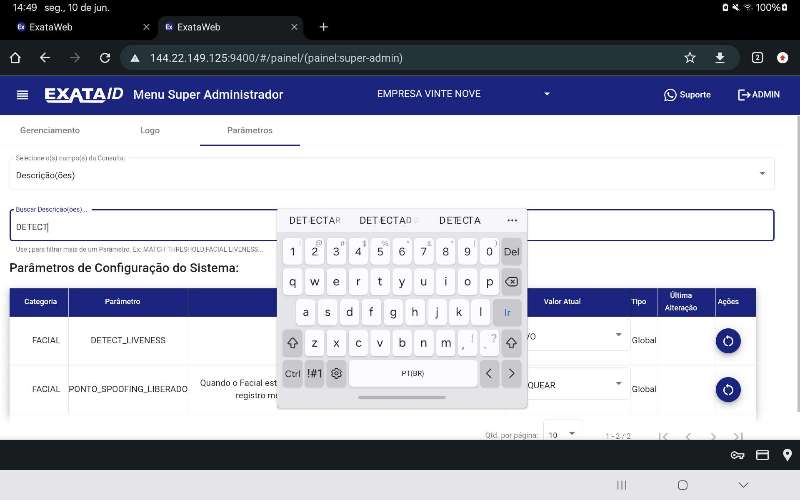 14:49 seg., 10 de jun. 100%
ExataWeb
ExataWeb
144.22.149.125:9400/#/painel/(painel:super-admin)
2
EXATAID Menu Super Administrador EMPRESA VINTE NOVE Suporte ADMIN
Gerenciamento Logo Parâmetros
Selecione o(s) campo(s) da Consulta
Descrição(ões)
Buscar Descrição(ões)...
DETECT
Use ; para filtrar mais de um Parâmetro. Ex: MATCH THRESHOLD;FACIAL LIVENESS...
Parâmetros de Configuração do Sistema:
Categoria Parâmetro Valor Atual Tipo Última Alteração Ações
FACIAL DETECT_LIVENESS VO Global
FACIAL PONTO_SPOOFING_LIBERADO Quando o Facial est
registro me
QUEAR Global
Qtd. por página: 10 1 - 2 / 2
DETECTAR DETECTADO DETECTA ...
1 2 3 4 5 6 7 8 9 0 Del
q w e r t y u i o p
a s d f g h j k l Ir
z x c v b n m , ! . ?
Ctrl !#1 PT(BR)